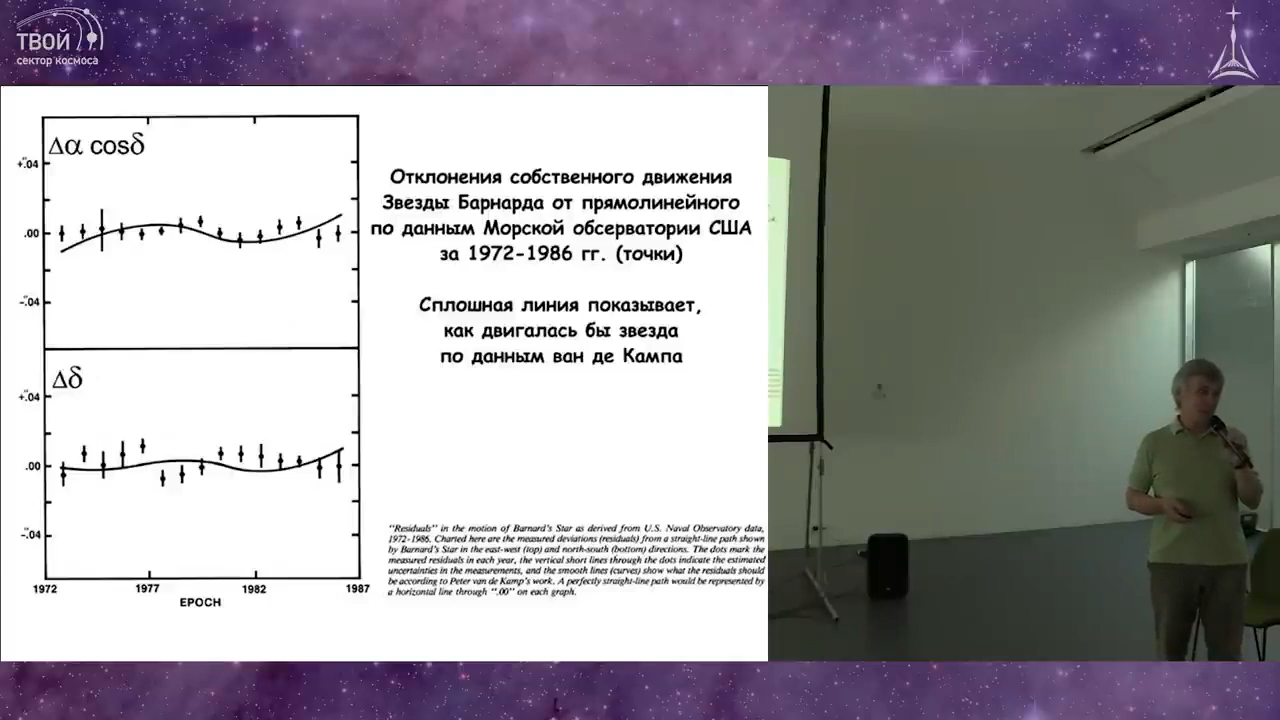 ТВОЙ
сектор космоса
Δα cosδ
+".04
.00
-".04
Δδ
+".04
.00
-".04
1972 1977 1982 1987
EPOCH
Отклонения собственного движения
Звезды Барнарда от прямолинейного
по данным Морской обсерватории США
за 1972-1986 гг. (точки)
Сплошная линия показывает,
как двигалась бы звезда
по данным ван де Кампа
"Residuals" in the motion of Barnard's Star as derived from U.S. Naval Observatory data,
1972-1986. Charted here are the measured deviations (residuals) from a straight-line path shown
by Barnard's Star in the east-west (top) and north-south (bottom) directions. The dots mark the
measured residuals in each year, the vertical short lines through the dots indicate the estimated
uncertainties in the measurements, and the smooth lines (curves) show what the residuals should
be according to Peter van de Kamp's work. A perfectly straight-line path would be represented by
a horizontal line through ".00" on each graph.